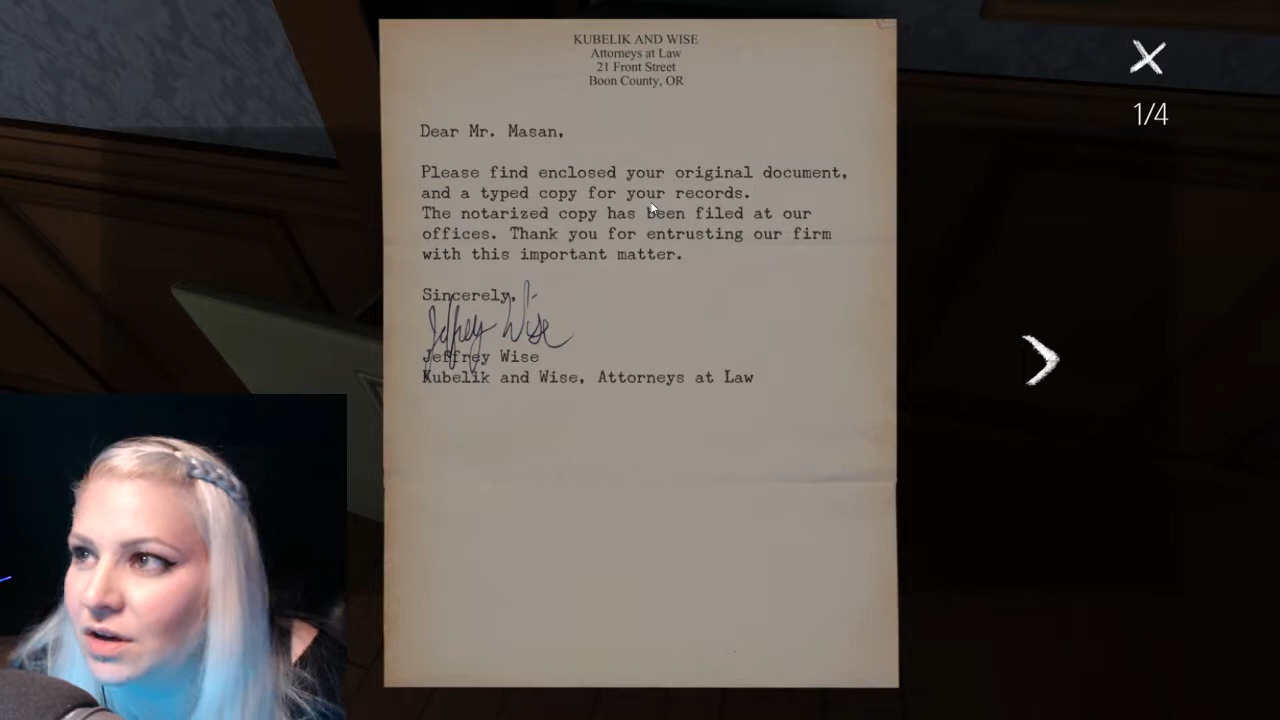 KUBELIK AND WISE
Attorneys at Law
21 Front Street
Boon County, OR
1/4
Dear Mr. Masan,
Please find enclosed your original document,
and a typed copy for your records.
The notarized copy has been filed at our
offices. Thank you for entrusting our firm
with this important matter.
Sincerely,
Jeffrey Wise
Jeffrey Wise
Kubelik and Wise, Attorneys at Law